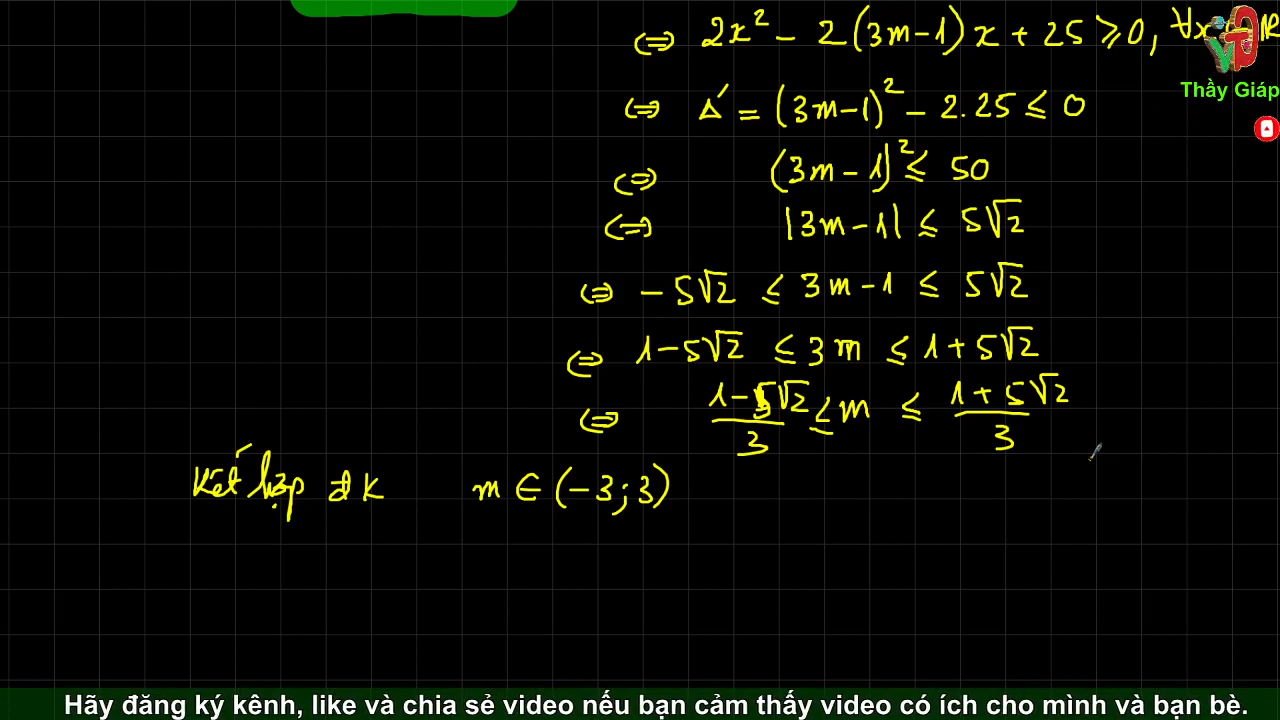 ⇔ 2x² - 2(3m-1)x + 25 ≥ 0, ∀x
Thầy Giáp
⇔ Δ' = (3m-1)² - 2.25 ≤ 0
⇔ (3m-1)² ≤ 50
⇔ |3m-1| ≤ 5√2
⇔ -5√2 ≤ 3m-1 ≤ 5√2
⇔ 1-5√2 ≤ 3m ≤ 1+5√2
⇔ (1-5√2)/3 ≤ m ≤ (1+5√2)/3
Kết hợp đk m ∈ (-3; 3)
Hãy đăng ký kênh, like và chia sẻ video nếu bạn cảm thấy video có ích cho mình và bạn bè.